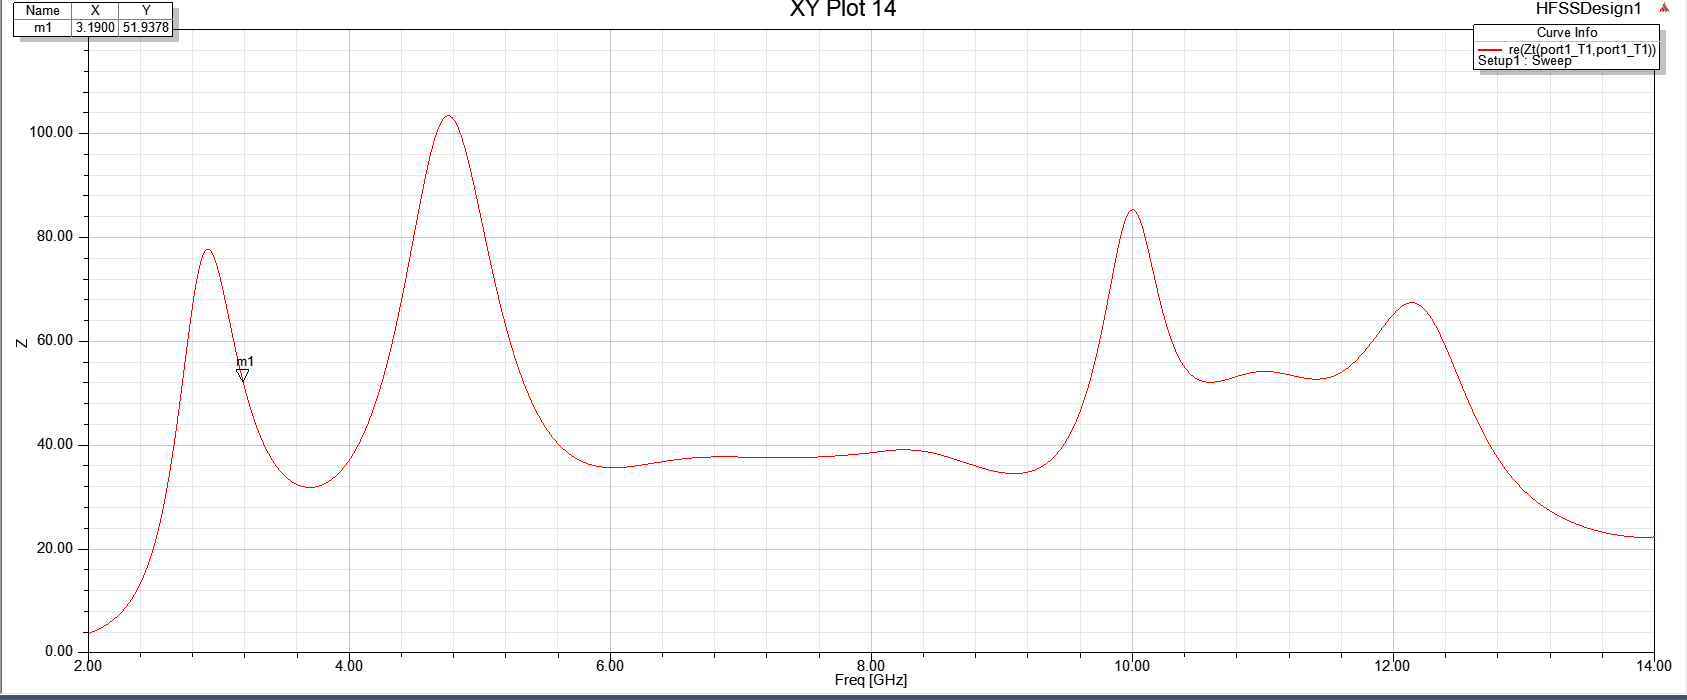 XY Plot 14
HFSSDesign1
Name X Y
m1 3.1900 51.9378
Curve Info
re(Zt(port1_T1,port1_T1))
Setup1 : Sweep
100.00
80.00
60.00
40.00
20.00
0.00
Z
m1
2.00 4.00 6.00 8.00 10.00 12.00 14.00
Freq [GHz]